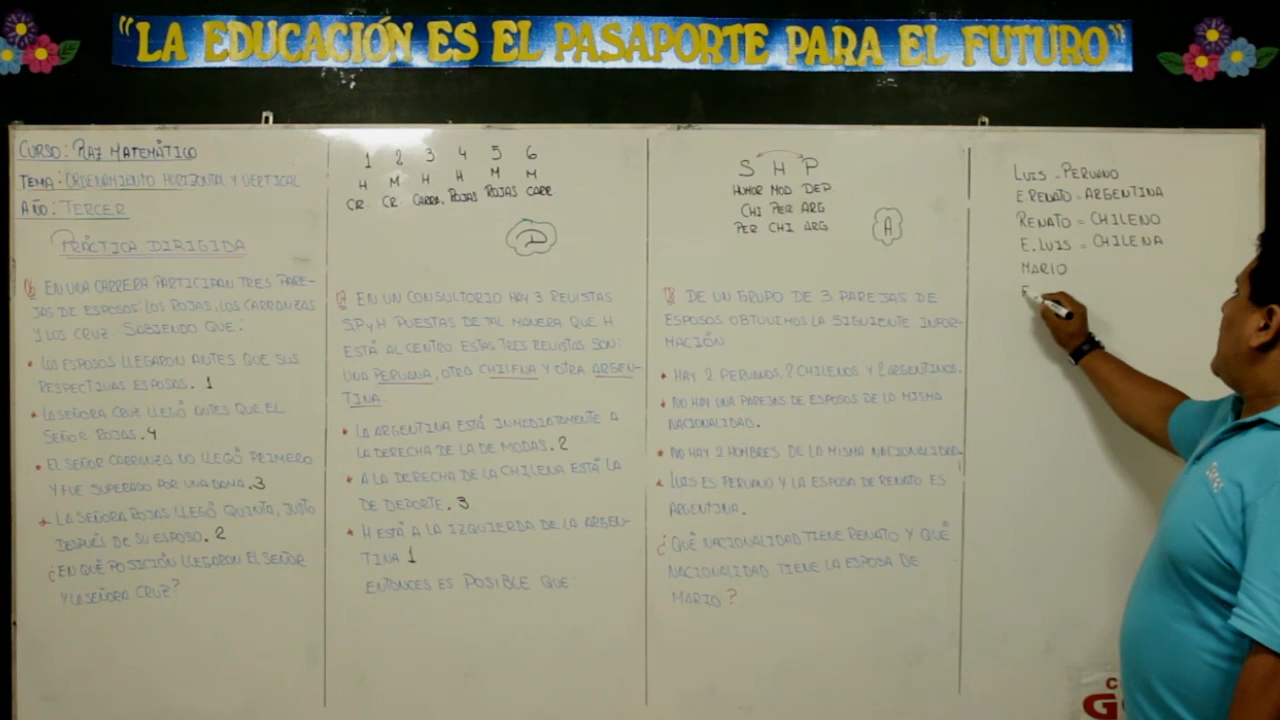 "LA EDUCACIÓN ES EL PASAPORTE PARA EL FUTURO"
CURSO: RAZ MATEMÁTICO
TEMA: ORDENAMIENTO HORIZONTAL Y VERTICAL
AÑO: TERCER
PRÁCTICA DIRIGIDA
EN UNA CARRERA PARTICIPAN TRES PARE-
JAS DE ESPOSOS: LOS ROJAS, LOS CARRANZAS
Y LOS CRUZ. SABIENDO QUE:
* LOS ESPOSOS LLEGARON ANTES QUE SUS
RESPECTIVAS ESPOSAS. 1
* LA SEÑORA CRUZ LLEGÓ ANTES QUE EL
SEÑOR ROJAS. 4
* EL SEÑOR CARRANZA NO LLEGÓ PRIMERO
Y FUE SUPERADO POR UNA DAMA. 3
* LA SEÑORA ROJAS LLEGÓ QUINTA, JUSTO
DESPUÉS DE SU ESPOSO. 2
¿EN QUÉ POSICIÓN LLEGARON EL SEÑOR
Y LA SEÑORA CRUZ?
1 2 3 4 5 6
H M H H M M
CR. CR. CARRA. ROJAS ROJAS CARR
D
EN UN CONSULTORIO HAY 3 REVISTAS
S P Y H PUESTAS DE TAL MANERA QUE H
ESTÁ AL CENTRO. ESTAS TRES REVISTAS SON:
UNA PERUANA, OTRA CHILENA Y OTRA ARGEN-
TINA.
* LA ARGENTINA ESTÁ INMEDIATAMENTE A
LA DERECHA DE LA DE MODAS. 2
* A LA DERECHA DE LA CHILENA ESTÁ LA
DE DEPORTE. 3
* H ESTÁ A LA IZQUIERDA DE LA ARGEN-
TINA 1
ENTONCES ES POSIBLE QUE:
S H P
HUMOR MOD DEP
CHI PER ARG
PER CHI ARG
A
DE UN GRUPO DE 3 PAREJAS DE
ESPOSOS OBTUVIMOS LA SIGUIENTE INFOR-
MACIÓN
* HAY 2 PERUANOS, 2 CHILENOS Y 2 ARGENTINOS.
* NO HAY UNA PAREJAS DE ESPOSOS DE LA MISMA
NACIONALIDAD.
* NO HAY 2 HOMBRES DE LA MISMA NACIONALIDAD.
* LUIS ES PERUANO Y LA ESPOSA DE RENATO ES
ARGENTINA.
¿QUÉ NACIONALIDAD TIENE RENATO Y QUÉ
NACIONALIDAD TIENE LA ESPOSA DE
MARIO?
LUIS = PERUANO
E.RENATO = ARGENTINA
RENATO = CHILENO
E. LUIS = CHILENA
MARIO